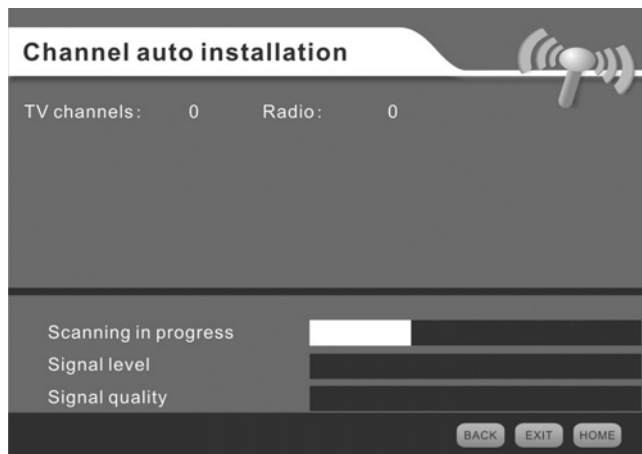 Channel auto installation
TV channels: 0 Radio: 0
Scanning in progress
Signal level
Signal quality
BACK EXIT HOME